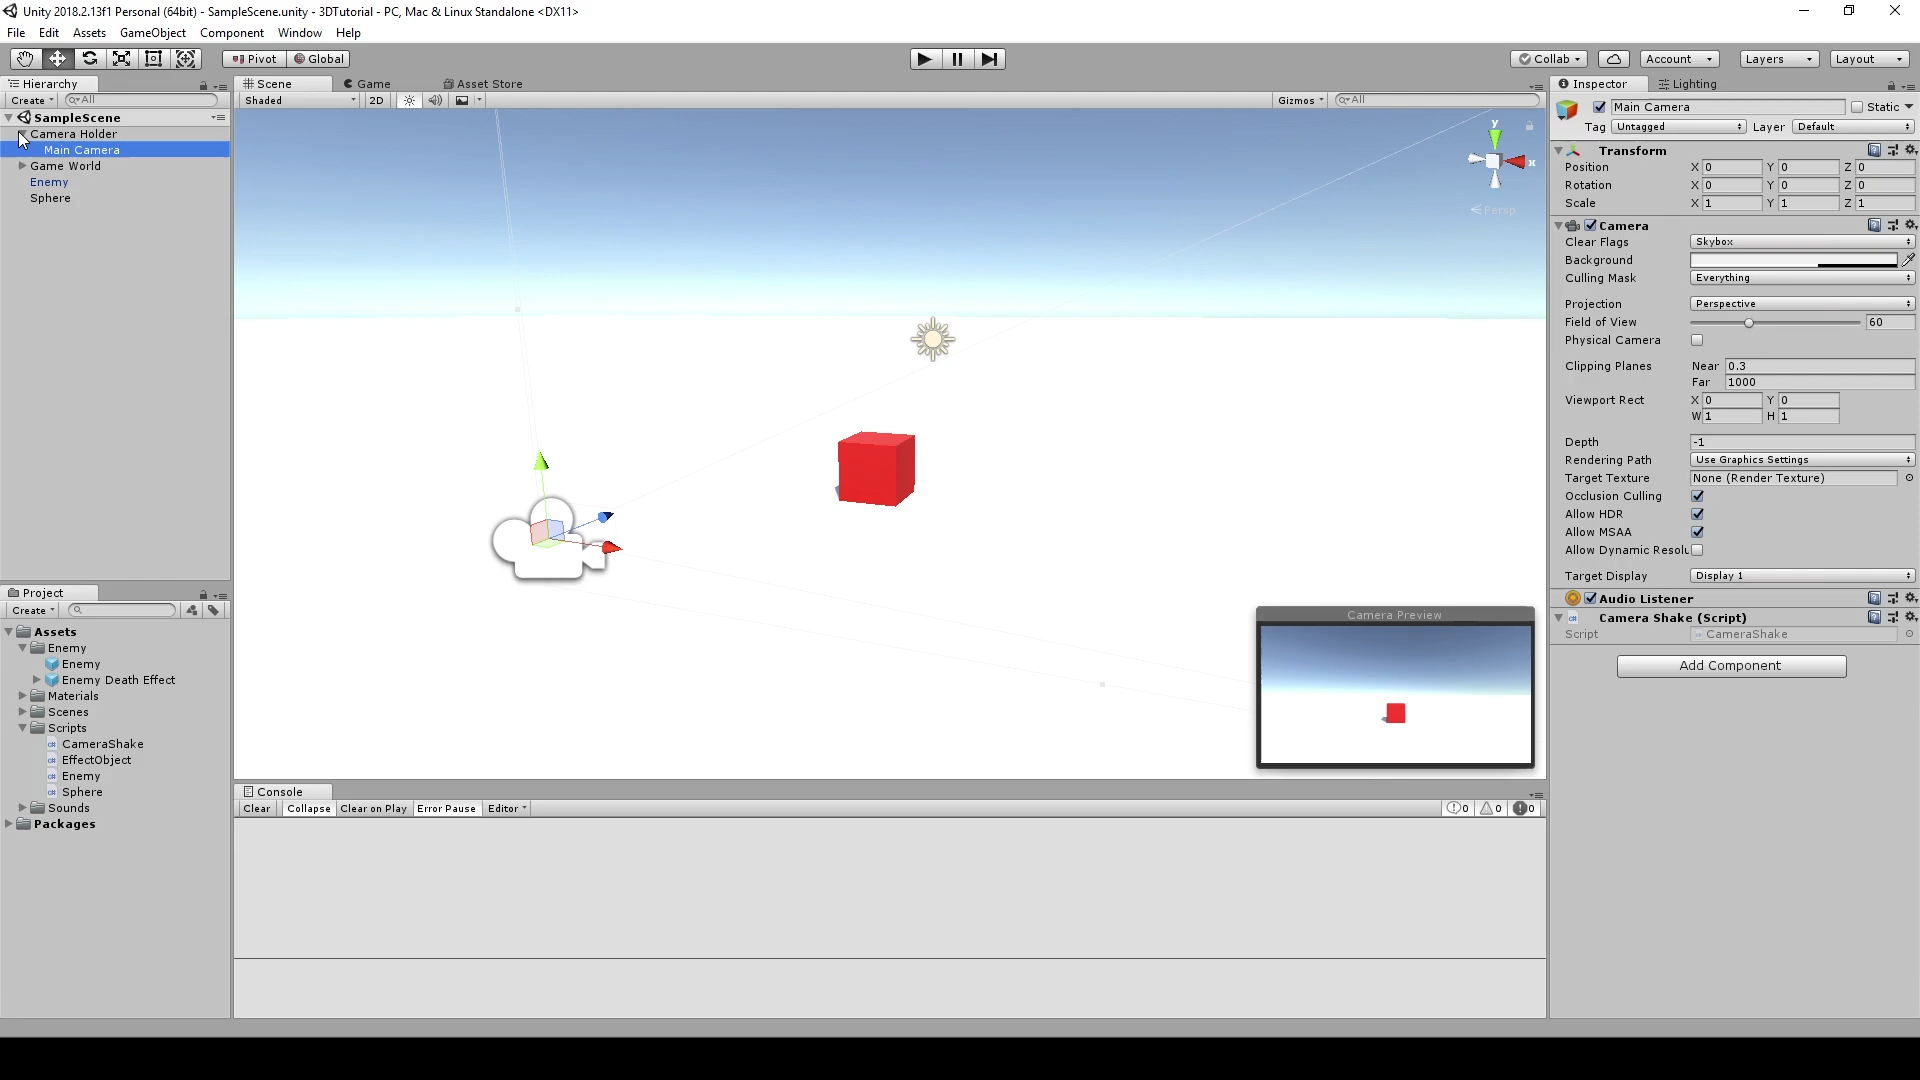 Unity 2018.2.13f1 Personal (64bit) - SampleScene.unity - 3DTutorial - PC, Mac & Linux Standalone <DX11>
File Edit Assets GameObject Component Window Help
Pivot Global Collab Account Layers Layout
Hierarchy Scene Game Asset Store Inspector Lighting
Create All Shaded 2D Gizmos All
SampleScene
Camera Holder
Main Camera
Game World
Enemy
Sphere
y
x
Persp
Main Camera Static
Tag Untagged Layer Default
Transform
Position X 0 Y 0 Z 0
Rotation X 0 Y 0 Z 0
Scale X 1 Y 1 Z 1
Camera
Clear Flags Skybox
Background
Culling Mask Everything
Projection Perspective
Field of View 60
Physical Camera
Clipping Planes Near 0.3
Far 1000
Viewport Rect X 0 Y 0
W 1 H 1
Depth -1
Rendering Path Use Graphics Settings
Target Texture None (Render Texture)
Occlusion Culling
Allow HDR
Allow MSAA
Allow Dynamic Resolu
Target Display Display 1
Audio Listener
Camera Shake (Script)
Script CameraShake
Add Component
Camera Preview
Project
Create
Assets
Enemy
Enemy
Enemy Death Effect
Materials
Scenes
Scripts
CameraShake
EffectObject
Enemy
Sphere
Sounds
Packages
Console
Clear Collapse Clear on Play Error Pause Editor 0 0 0